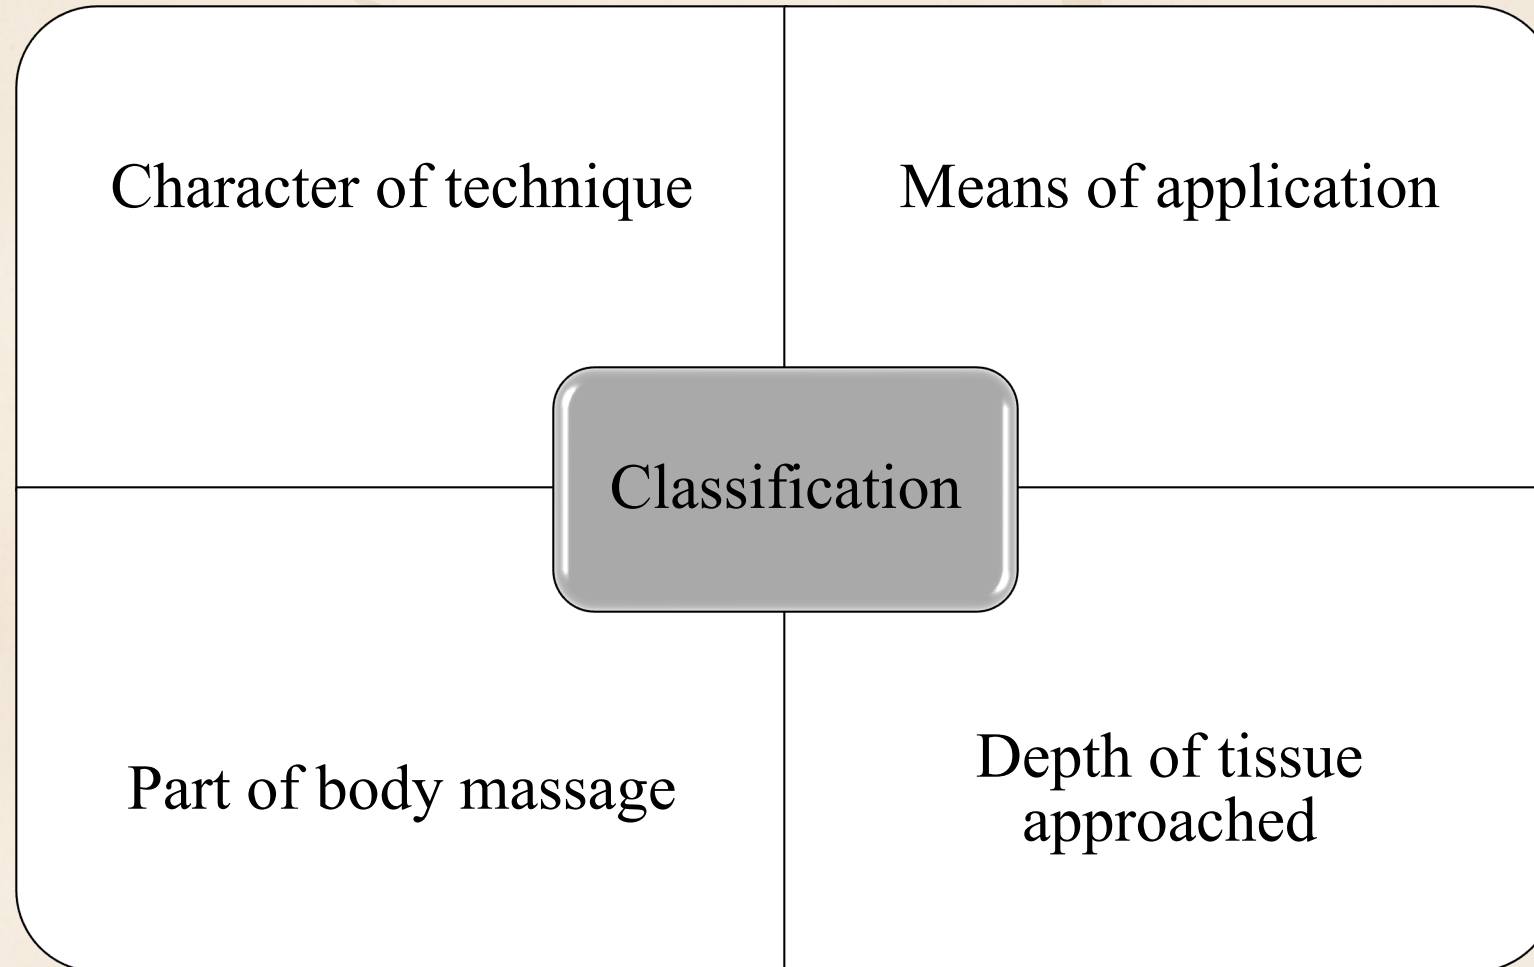 Character of technique
Means of application
Classification
Part of body massage
Depth of tissue
approached